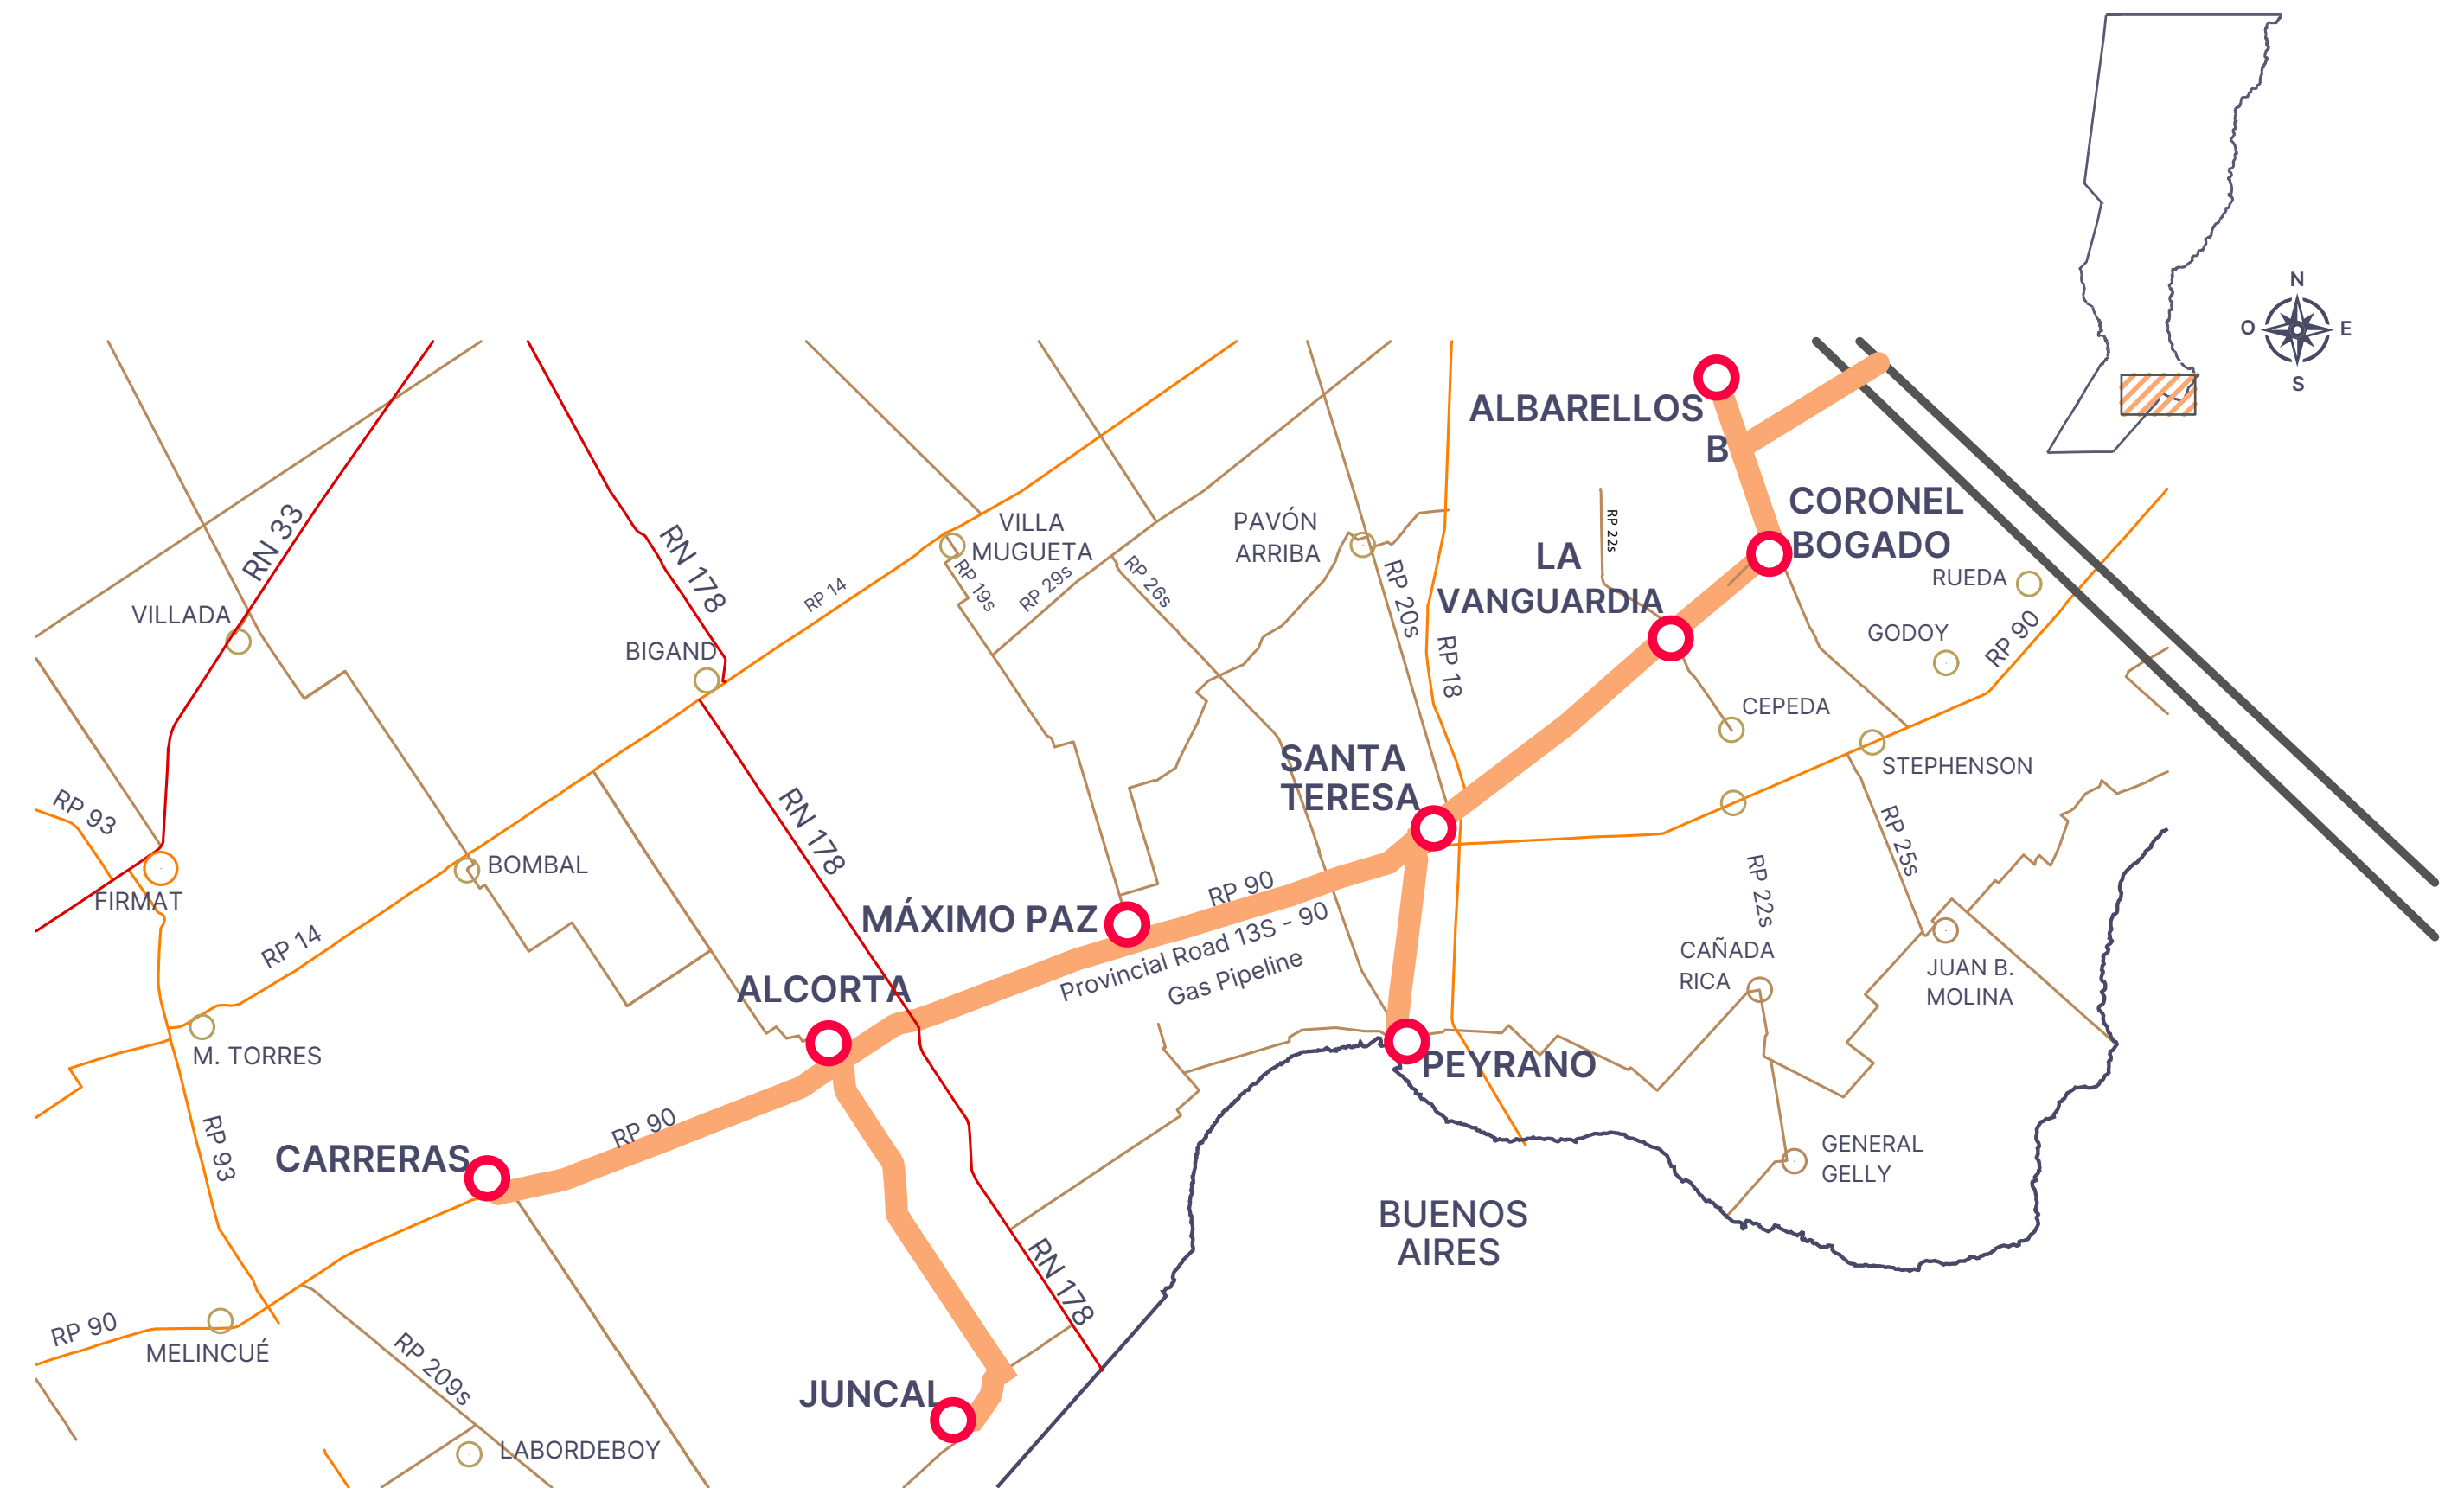 N
O
E
S
ALBARELLOS
B
CORONEL
BOGADO
RN 33
RN 178
VILLA
MUGUETA
PAVÓN
ARRIBA
RP 22s
LA
VANGUARDIA
RUEDA
VILLADA
RP 14
RP 19s
RP 29s
RP 26s
RP 20s
RP 18
GODOY
RP 90
BIGAND
CEPEDA
STEPHENSON
SANTA
TERESA
RP 93
RN 178
RP 25s
BOMBAL
FIRMAT
RP 14
MÁXIMO PAZ
RP 90
Provincial Road 13S - 90
Gas Pipeline
RP 22s
CAÑADA
RICA
JUAN B.
MOLINA
ALCORTA
M. TORRES
PEYRANO
RP 93
RP 90
CARRERAS
GENERAL
GELLY
BUENOS
AIRES
RN 178
RP 90
MELINCUÉ
RP 209s
JUNCAL
LABORDEBOY